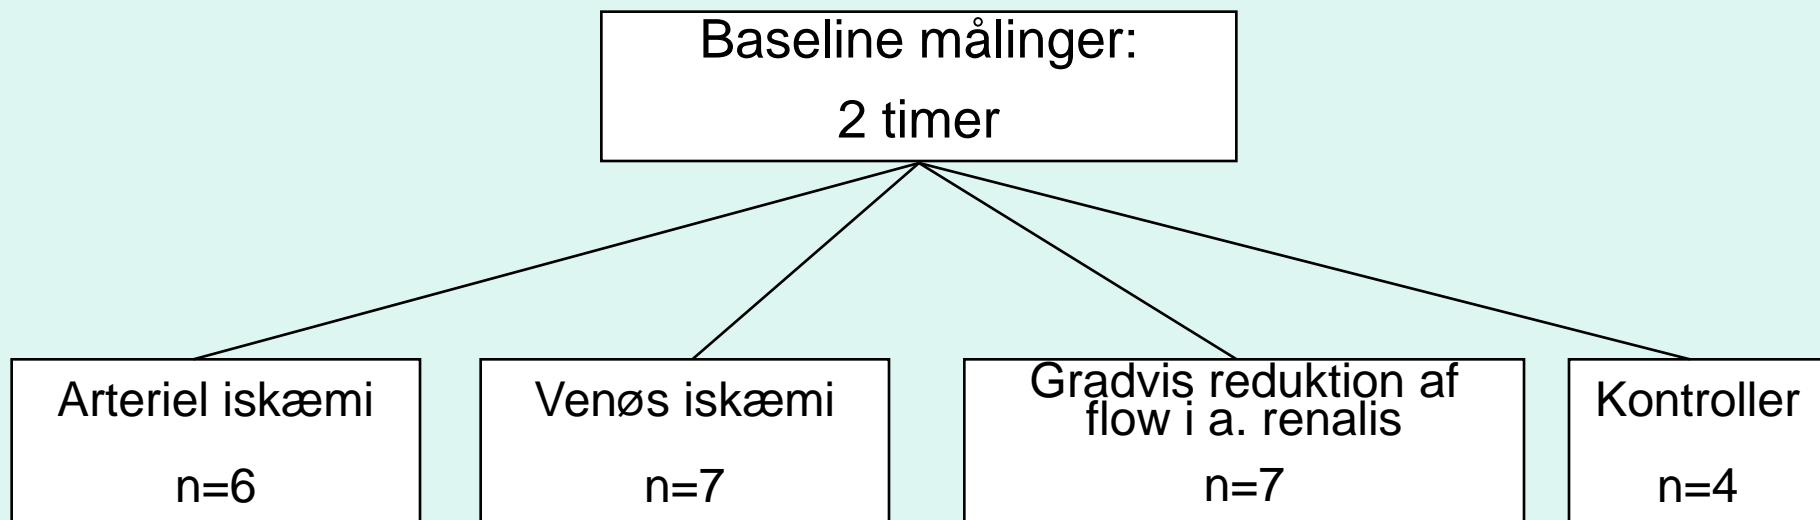 Baseline målinger:
2 timer
Arteriel iskæmi
n=6
Venøs iskæmi
n=7
Gradvis reduktion af
flow i a. renalis
n=7
Kontroller
n=4